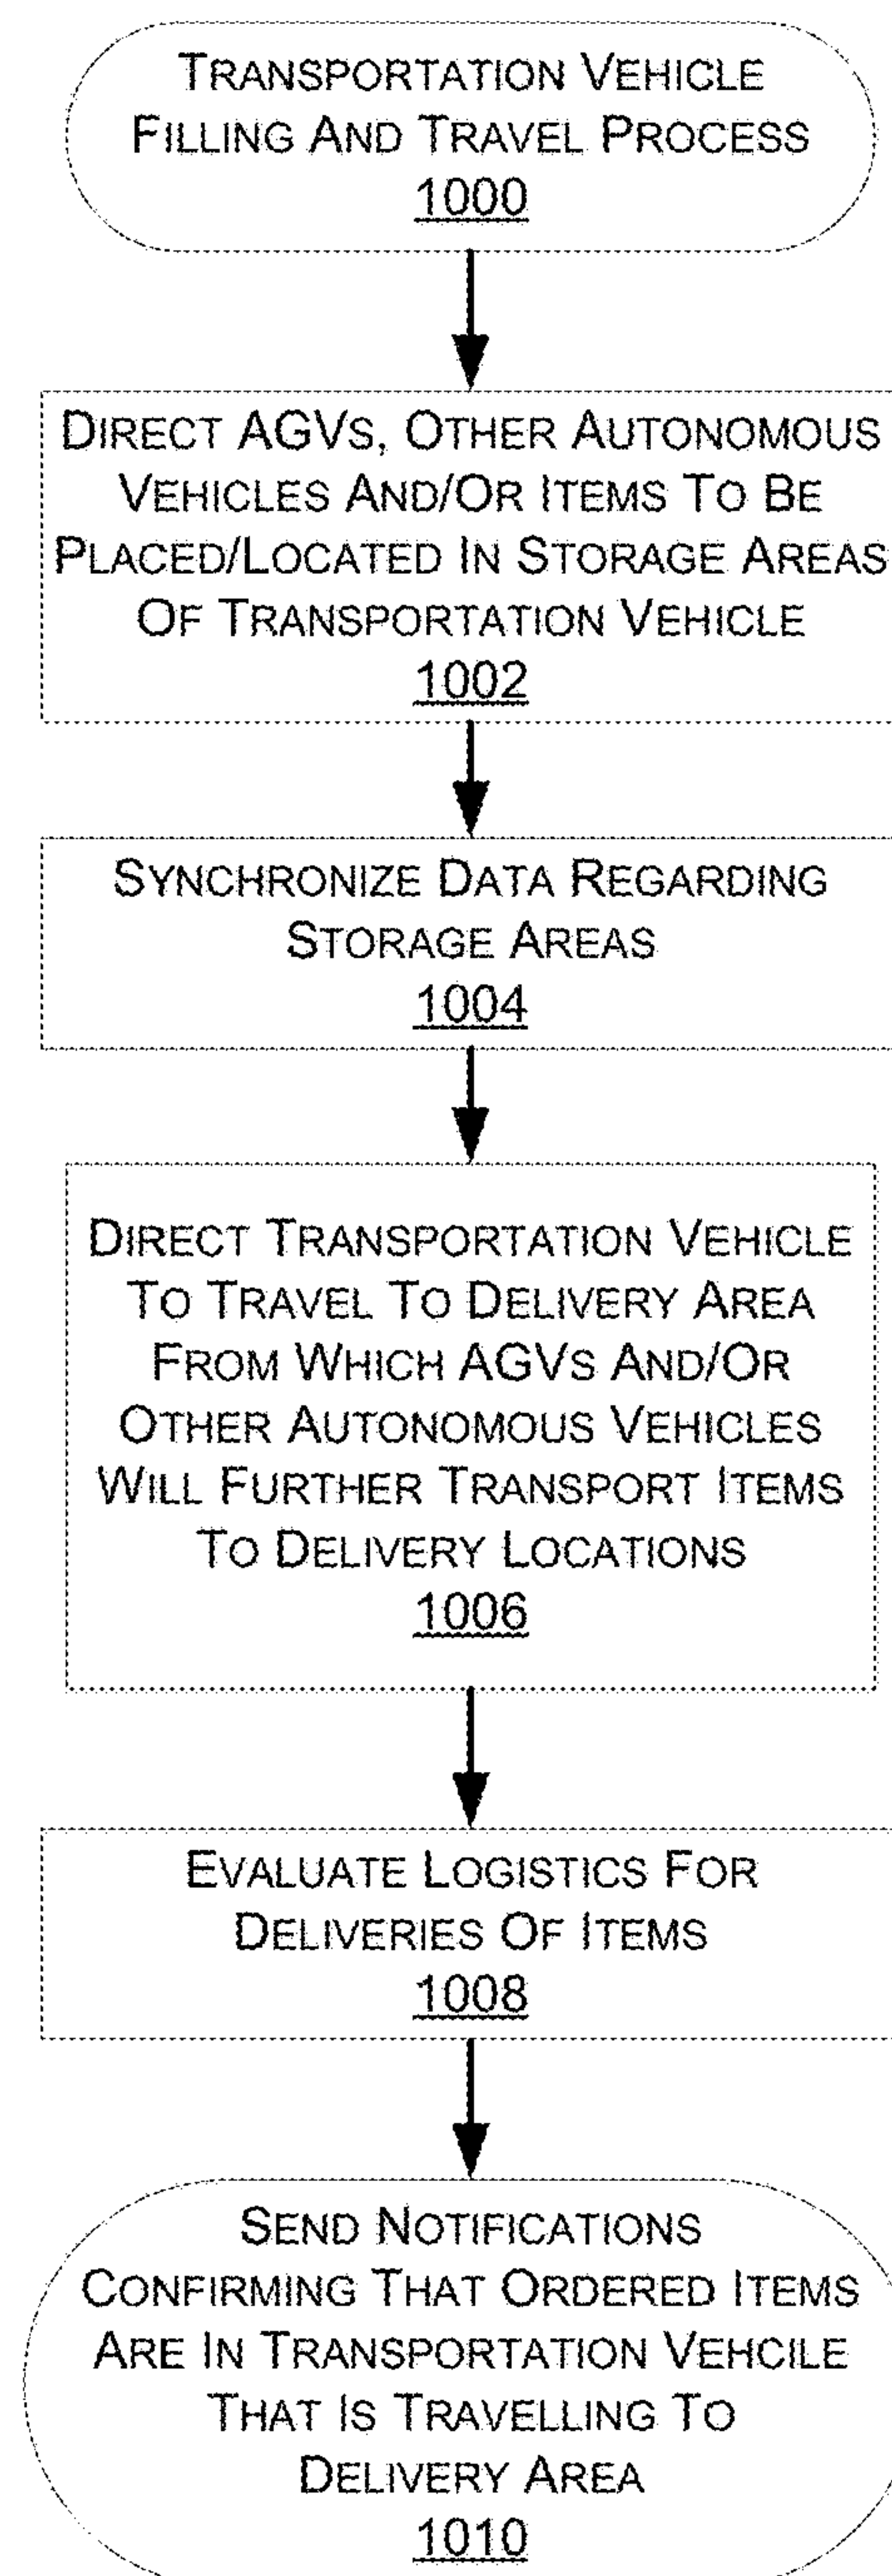 TRANSPORTATION VEHICLE
FILLING AND TRAVEL PROCESS
1000
DIRECT AGVS, OTHER AUTONOMOUS
VEHICLES AND/OR ITEMS TO BE
PLACED/LOCATED IN STORAGE AREAS
OF TRANSPORTATION VEHICLE
1002
SYNCHRONIZE DATA REGARDING
STORAGE AREAS
1004
DIRECT TRANSPORTATION VEHICLE
TO TRAVEL TO DELIVERY AREA
FROM WHICH AGVS AND/OR
OTHER AUTONOMOUS VEHICLES
WILL FURTHER TRANSPORT ITEMS
TO DELIVERY LOCATIONS
1006
EVALUATE LOGISTICS FOR
DELIVERIES OF ITEMS
1008
SEND NOTIFICATIONS
CONFIRMING THAT ORDERED ITEMS
ARE IN TRANSPORTATION VEHCILE
THAT IS TRAVELLING TO
DELIVERY AREA
1010